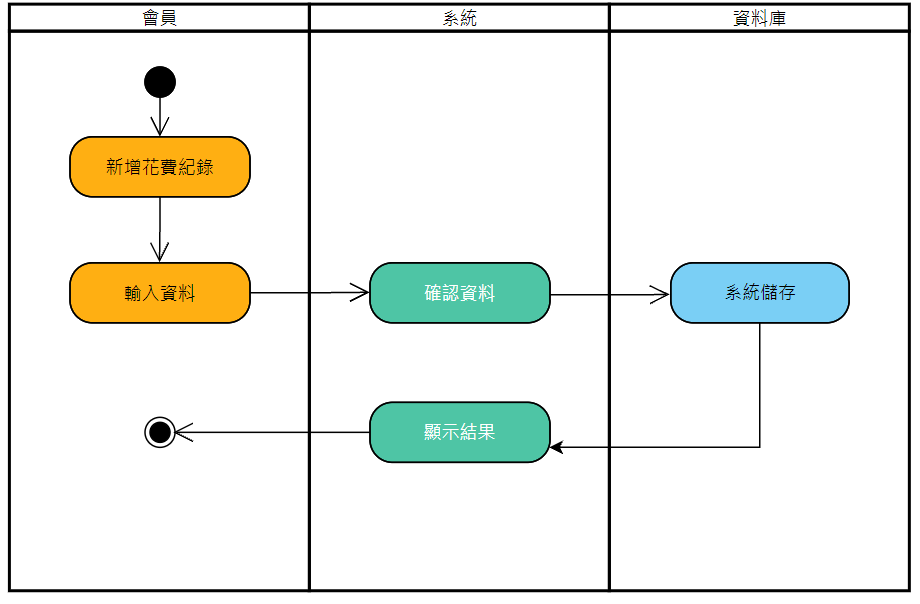 會員
系統
資料庫
新增花費紀錄
輸入資料
確認資料
系統儲存
顯示結果